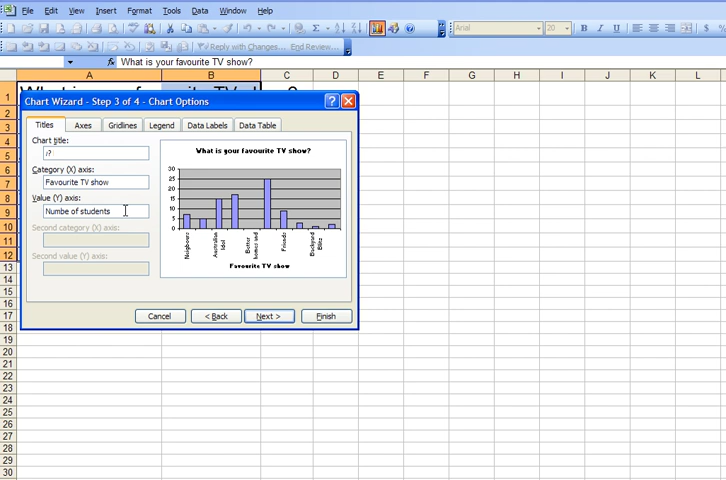 File Edit View Insert Format Tools Data Window Help
Arial 20 B I U $ %
Reply with Changes... End Review...
fx What is your favourite TV show?
A B C D E F G H I J K L
1
2
3
4
5
6
7
8
9
10
11
12
13
14
15
16
17
18
19
20
21
22
23
24
25
26
27
28
29
30
Chart Wizard - Step 3 of 4 - Chart Options
Titles Axes Gridlines Legend Data Labels Data Table
Chart title:
r?
Category (X) axis:
Favourite TV show
Value (Y) axis:
Numbe of students
Second category (X) axis:
Second value (Y) axis:
What is your favourite TV show?
30
25
20
15
10
5
0
Neighbours
Australian Idol
Better homes and
Friends
Backyard Blitz
Favourite TV show
Cancel < Back Next > Finish